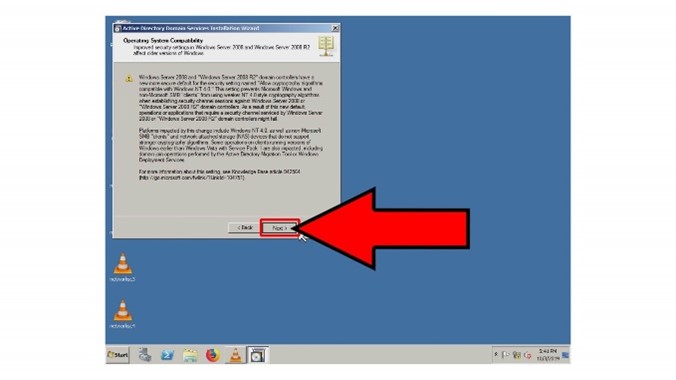 Active Directory Domain Services Installation Wizard
Operating System Compatibility
Improved security settings in Windows Server 2008 and Windows Server 2008 R2
affect older versions of Windows.
Windows Server 2008 and "Windows Server 2008 R2" domain controllers have a
new more secure default for the security setting named "Allow cryptography algorithms
compatible with Windows NT 4.0." This setting prevents Microsoft Windows and
non-Microsoft SMB "clients" from using weaker NT 4.0 style cryptography algorithms
when establishing security channel sessions against Windows Server 2008 or
"Windows Server 2008 R2" domain controllers. As a result of this new default,
operations or applications that require a security channel serviced by Windows Server
2008 or "Windows Server 2008 R2" domain controllers might fail.
Platforms impacted by this change include Windows NT 4.0, as well as non-Microsoft
SMB "clients" and network-attached storage (NAS) devices that do not support
stronger cryptography algorithms. Some operations on clients running versions of
Windows earlier than Windows Vista with Service Pack 1 are also impacted, including
domain join operations performed by the Active Directory Migration Tool or Windows
Deployment Services.
For more information about this setting, see Knowledge Base article 942564
(http://go.microsoft.com/fwlink/?LinkId=104751).
< Back
Next >
Start
5:41 PM